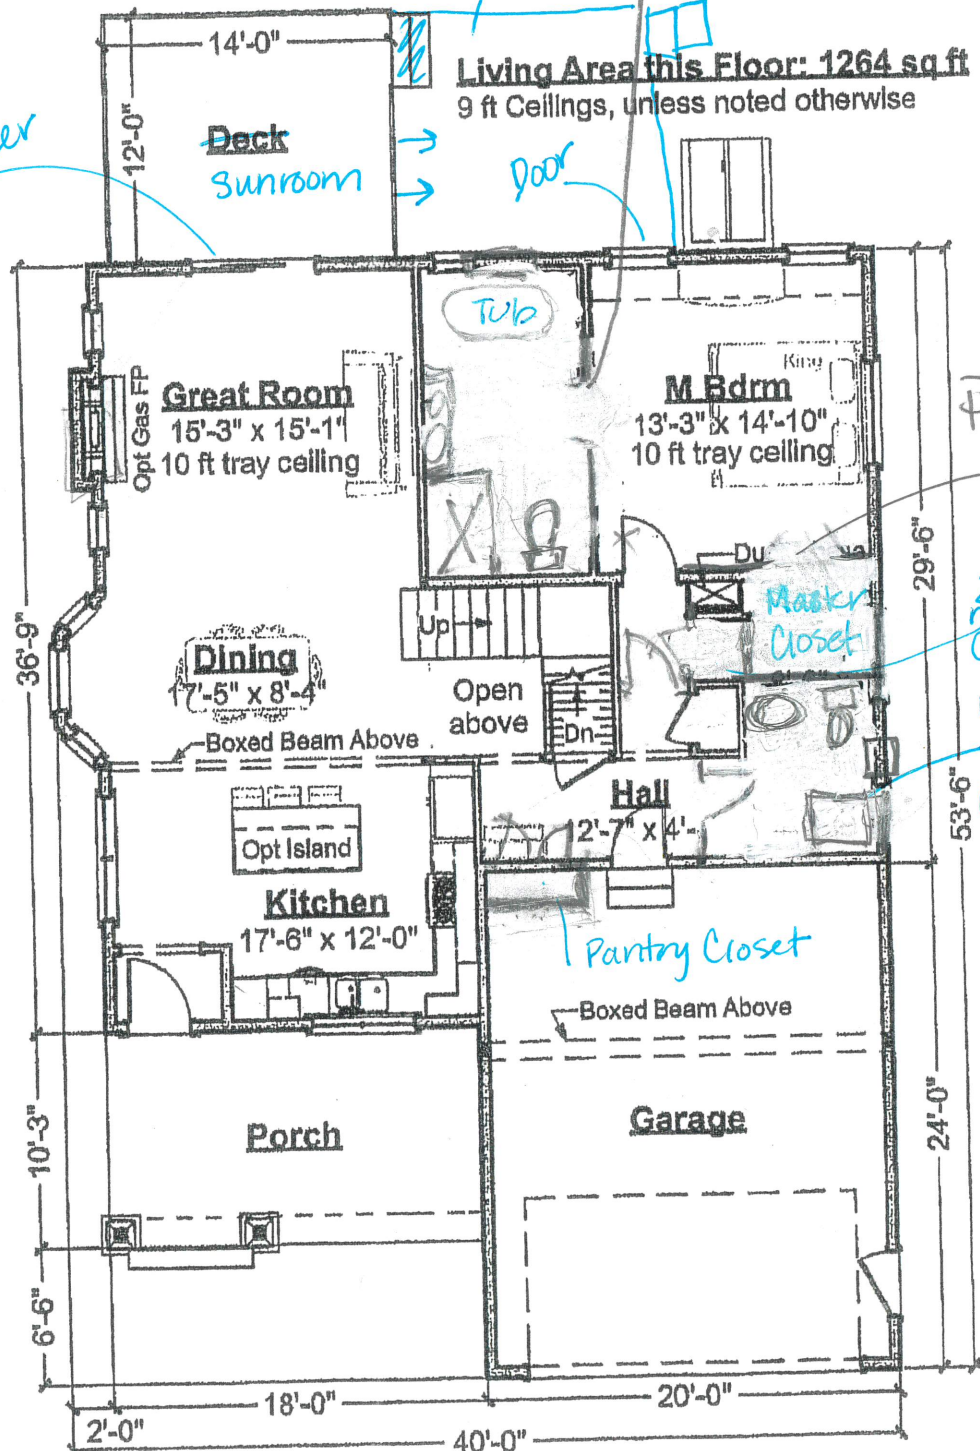 14'-0"
Living Area this Floor: 1264 sq ft
9 ft Ceilings, unless noted otherwise
12'-0"
Deck
Sunroom
Door
Tub
King
Great Room
15'-3" x 15'-1"
10 ft tray ceiling
Opt Gas FP
M Bdrm
13'-3" x 14'-10"
10 ft tray ceiling
29'-6"
36'-9"
Up
Master
Closet
Dining
17'-5" x 8'-4"
Open
above
Dn
Boxed Beam Above
Hall
12'-7" x 4'-
53'-6"
Opt Island
Kitchen
17'-6" x 12'-0"
Pantry Closet
Boxed Beam Above
Porch
Garage
10'-3"
24'-0"
6'-6"
18'-0"
20'-0"
2'-0"
40'-0"